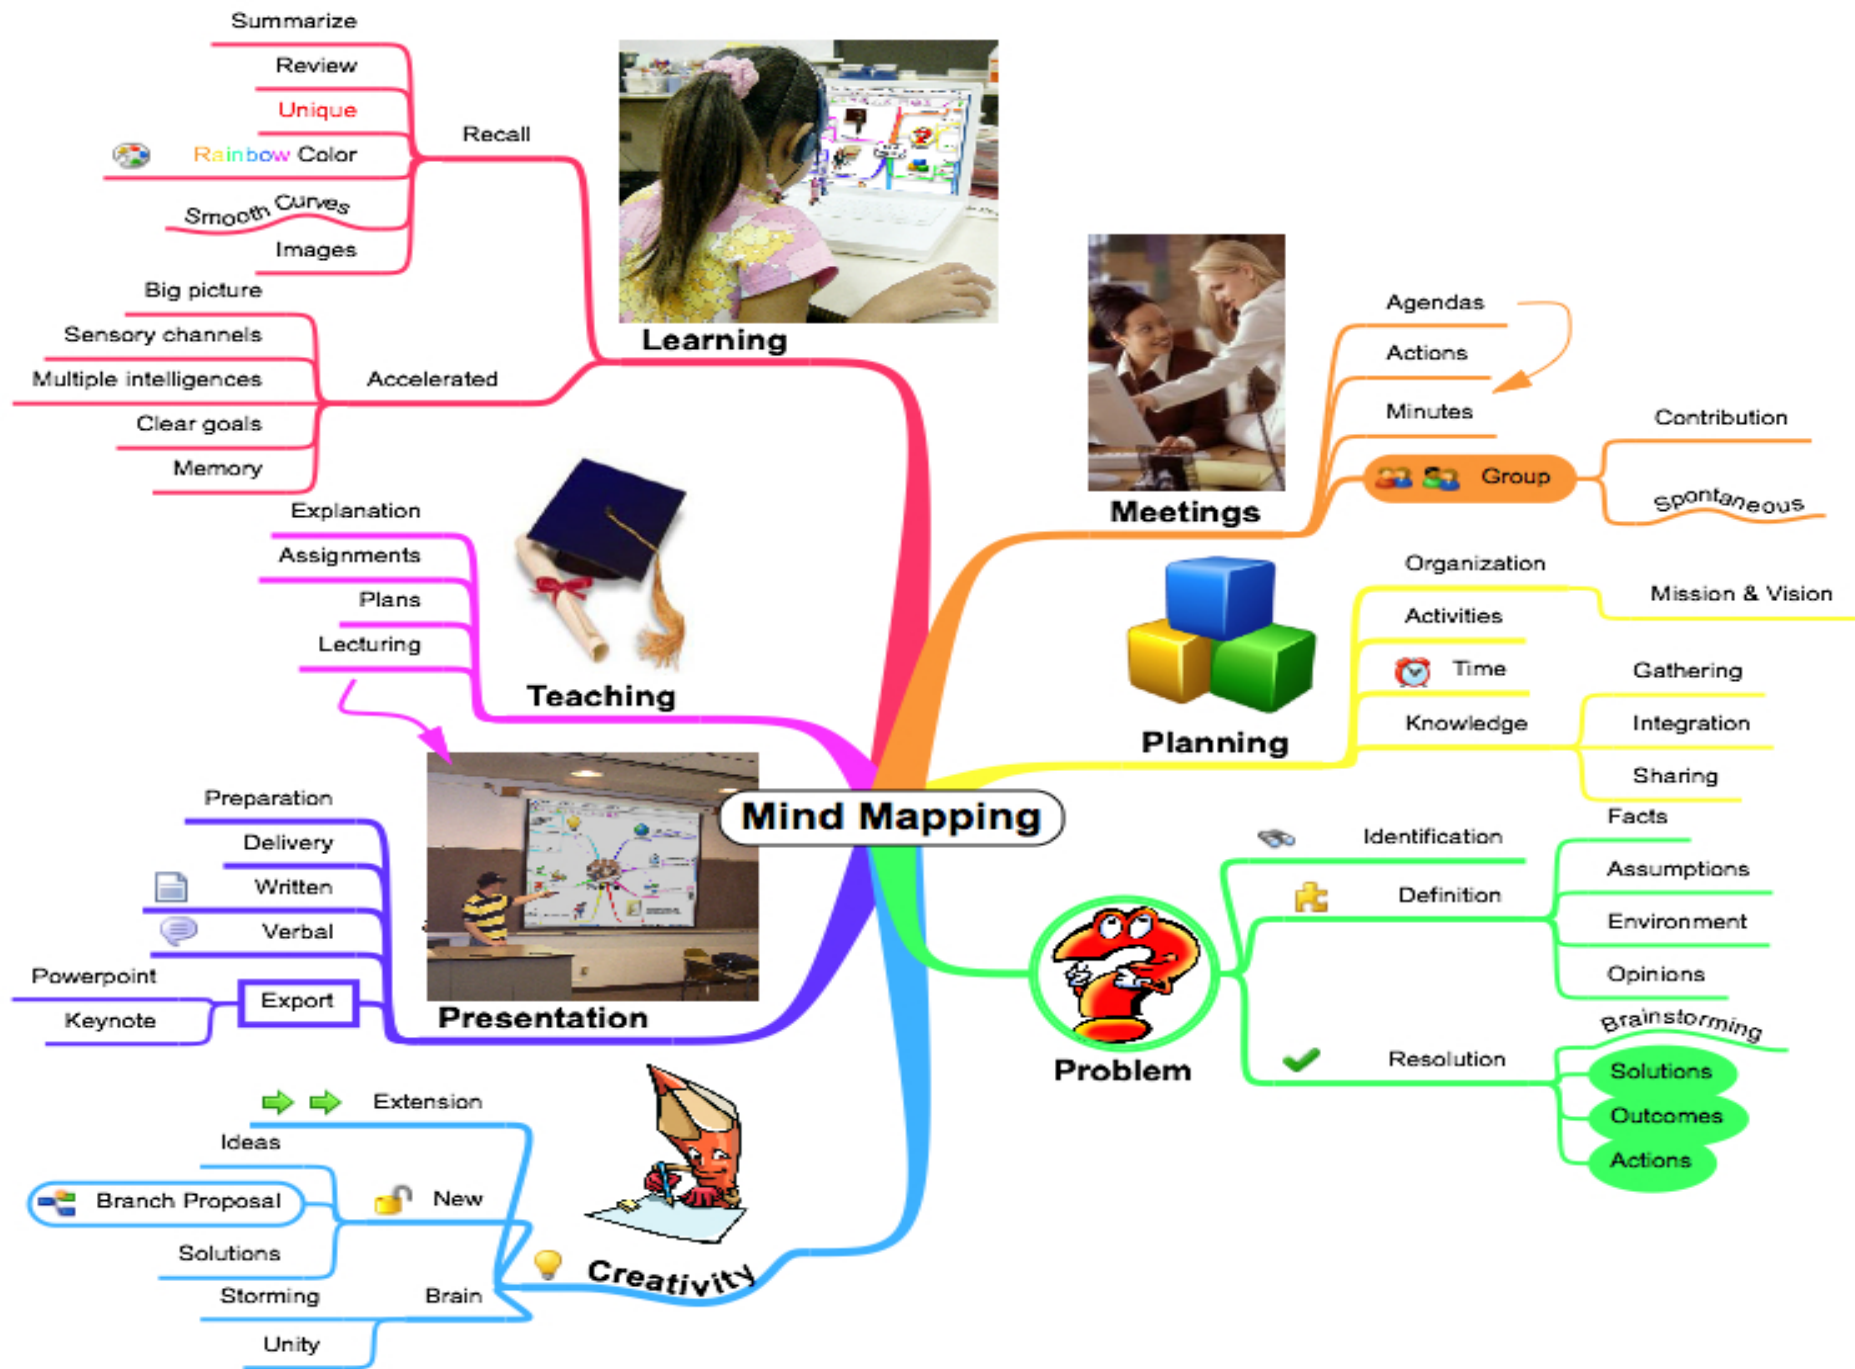 Mind Mapping
Learning
Recall
Summarize
Review
Unique
Rainbow Color
Smooth Curves
Images
Accelerated
Big picture
Sensory channels
Multiple intelligences
Clear goals
Memory
Teaching
Explanation
Assignments
Plans
Lecturing
Presentation
Preparation
Delivery
Written
Verbal
Export
Powerpoint
Keynote
Creativity
Extension
New
Ideas
Branch Proposal
Solutions
Brain
Storming
Unity
Meetings
Agendas
Actions
Minutes
Group
Contribution
Spontaneous
Planning
Organization
Mission & Vision
Activities
Time
Knowledge
Gathering
Integration
Sharing
Problem
Identification
Definition
Facts
Assumptions
Environment
Opinions
Resolution
Brainstorming
Solutions
Outcomes
Actions